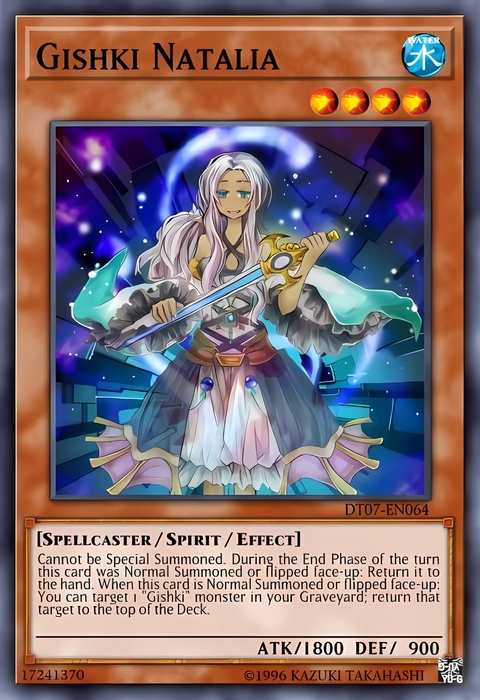 Gishki Natalia
WATER
水
DT07-EN064
[Spellcaster / Spirit / Effect]
Cannot be Special Summoned. During the End Phase of the turn
this card was Normal Summoned or flipped face-up: Return it to
the hand. When this card is Normal Summoned or flipped face-up:
You can target 1 "Gishki" monster in your Graveyard; return that
target to the top of the Deck.
ATK/1800 DEF/ 900
17241370
©1996 KAZUKI TAKAHASHI